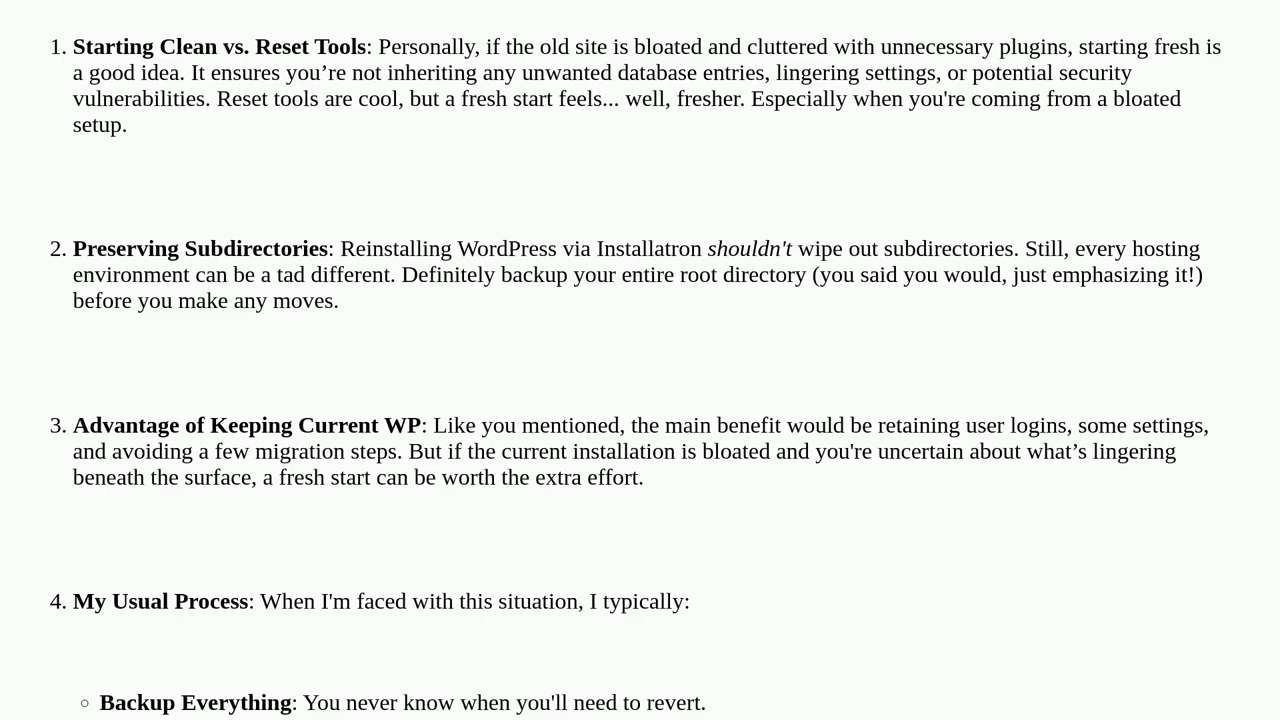 1. Starting Clean vs. Reset Tools: Personally, if the old site is bloated and cluttered with unnecessary plugins, starting fresh is
a good idea. It ensures you’re not inheriting any unwanted database entries, lingering settings, or potential security
vulnerabilities. Reset tools are cool, but a fresh start feels... well, fresher. Especially when you're coming from a bloated
setup.
2. Preserving Subdirectories: Reinstalling WordPress via Installatron shouldn't wipe out subdirectories. Still, every hosting
environment can be a tad different. Definitely backup your entire root directory (you said you would, just emphasizing it!)
before you make any moves.
3. Advantage of Keeping Current WP: Like you mentioned, the main benefit would be retaining user logins, some settings,
and avoiding a few migration steps. But if the current installation is bloated and you're uncertain about what’s lingering
beneath the surface, a fresh start can be worth the extra effort.
4. My Usual Process: When I'm faced with this situation, I typically:
◦ Backup Everything: You never know when you'll need to revert.